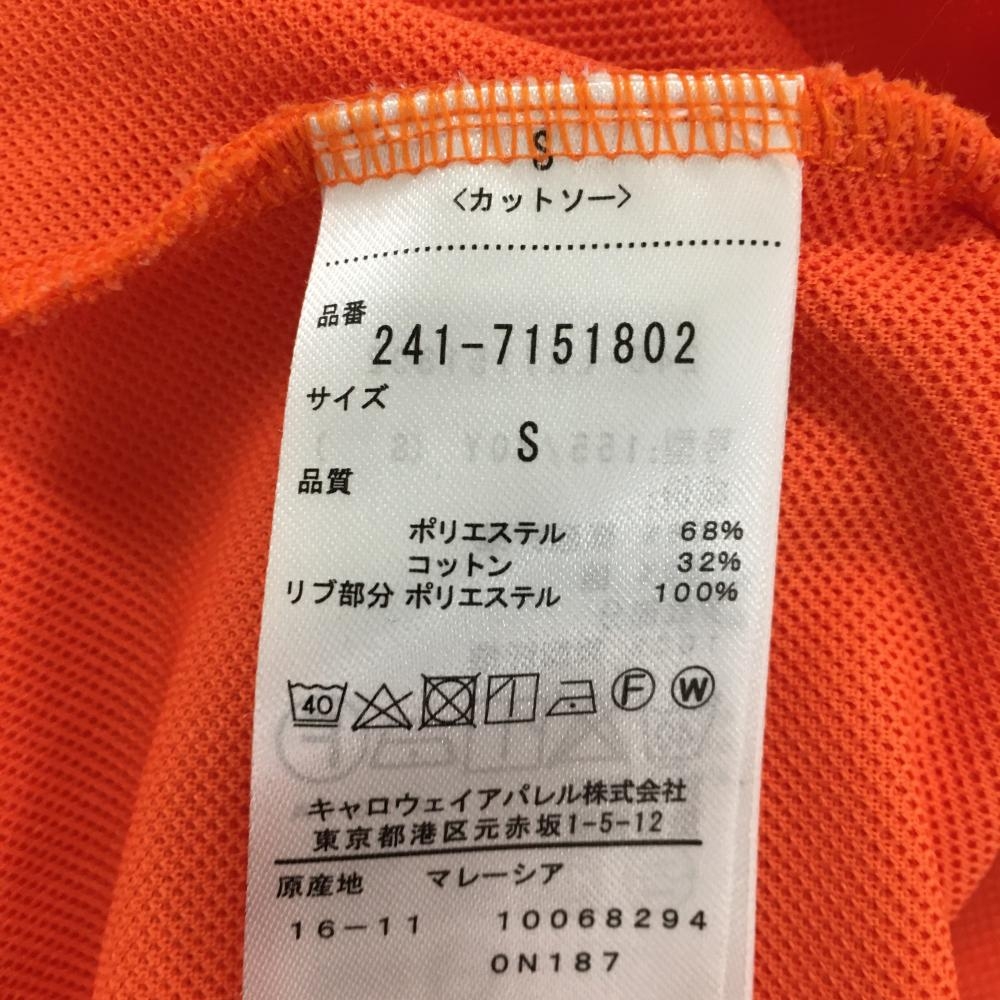 S
<カットソー>
品番
241-7151802
サイズ
S
品質
ポリエステル 68%
コットン 32%
リブ部分 ポリエステル 100%
40 F W
キャロウェイアパレル株式会社
東京都港区元赤坂1-5-12
原産地 マレーシア
16-11 10068294
0N187